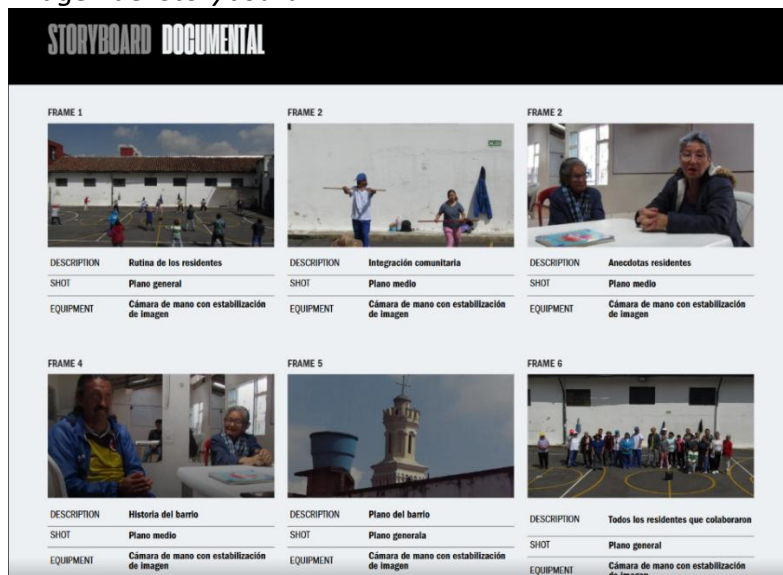 STORYBOARD DOCUMENTAL
FRAME 1
FRAME 2
FRAME 2
DESCRIPTION Rutina de los residentes
SHOT Plano general
EQUIPMENT Cámara de mano con estabilización
de imagen
DESCRIPTION Integración comunitaria
SHOT Plano medio
EQUIPMENT Cámara de mano con estabilización
de imagen
DESCRIPTION Anecdotas residentes
SHOT Plano medio
EQUIPMENT Cámara de mano con estabilización
de imagen
FRAME 4
FRAME 5
FRAME 6
DESCRIPTION Historia del barrio
SHOT Plano medio
EQUIPMENT Cámara de mano con estabilización
de imagen
DESCRIPTION Plano del barrio
SHOT Plano generala
EQUIPMENT Cámara de mano con estabilización
de imagen
DESCRIPTION Todos los residentes que colaboraron
SHOT Plano general
EQUIPMENT Cámara de mano con estabilización
de imagen